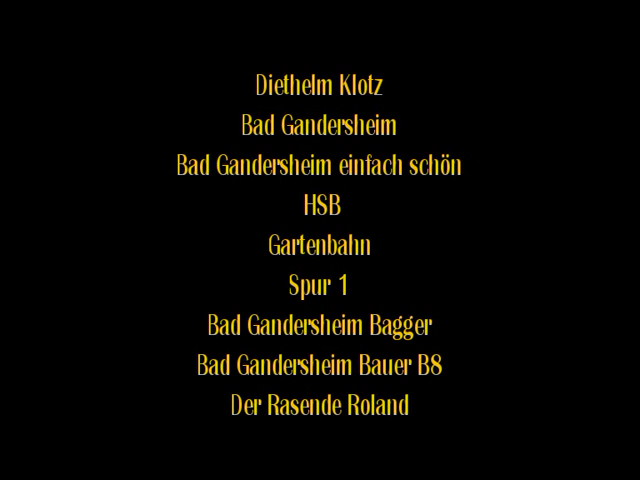 Diethelm Klotz
Bad Gandersheim
Bad Gandersheim einfach schön
HSB
Gartenbahn
Spur 1
Bad Gandersheim Bagger
Bad Gandersheim Bauer B8
Der Rasende Roland